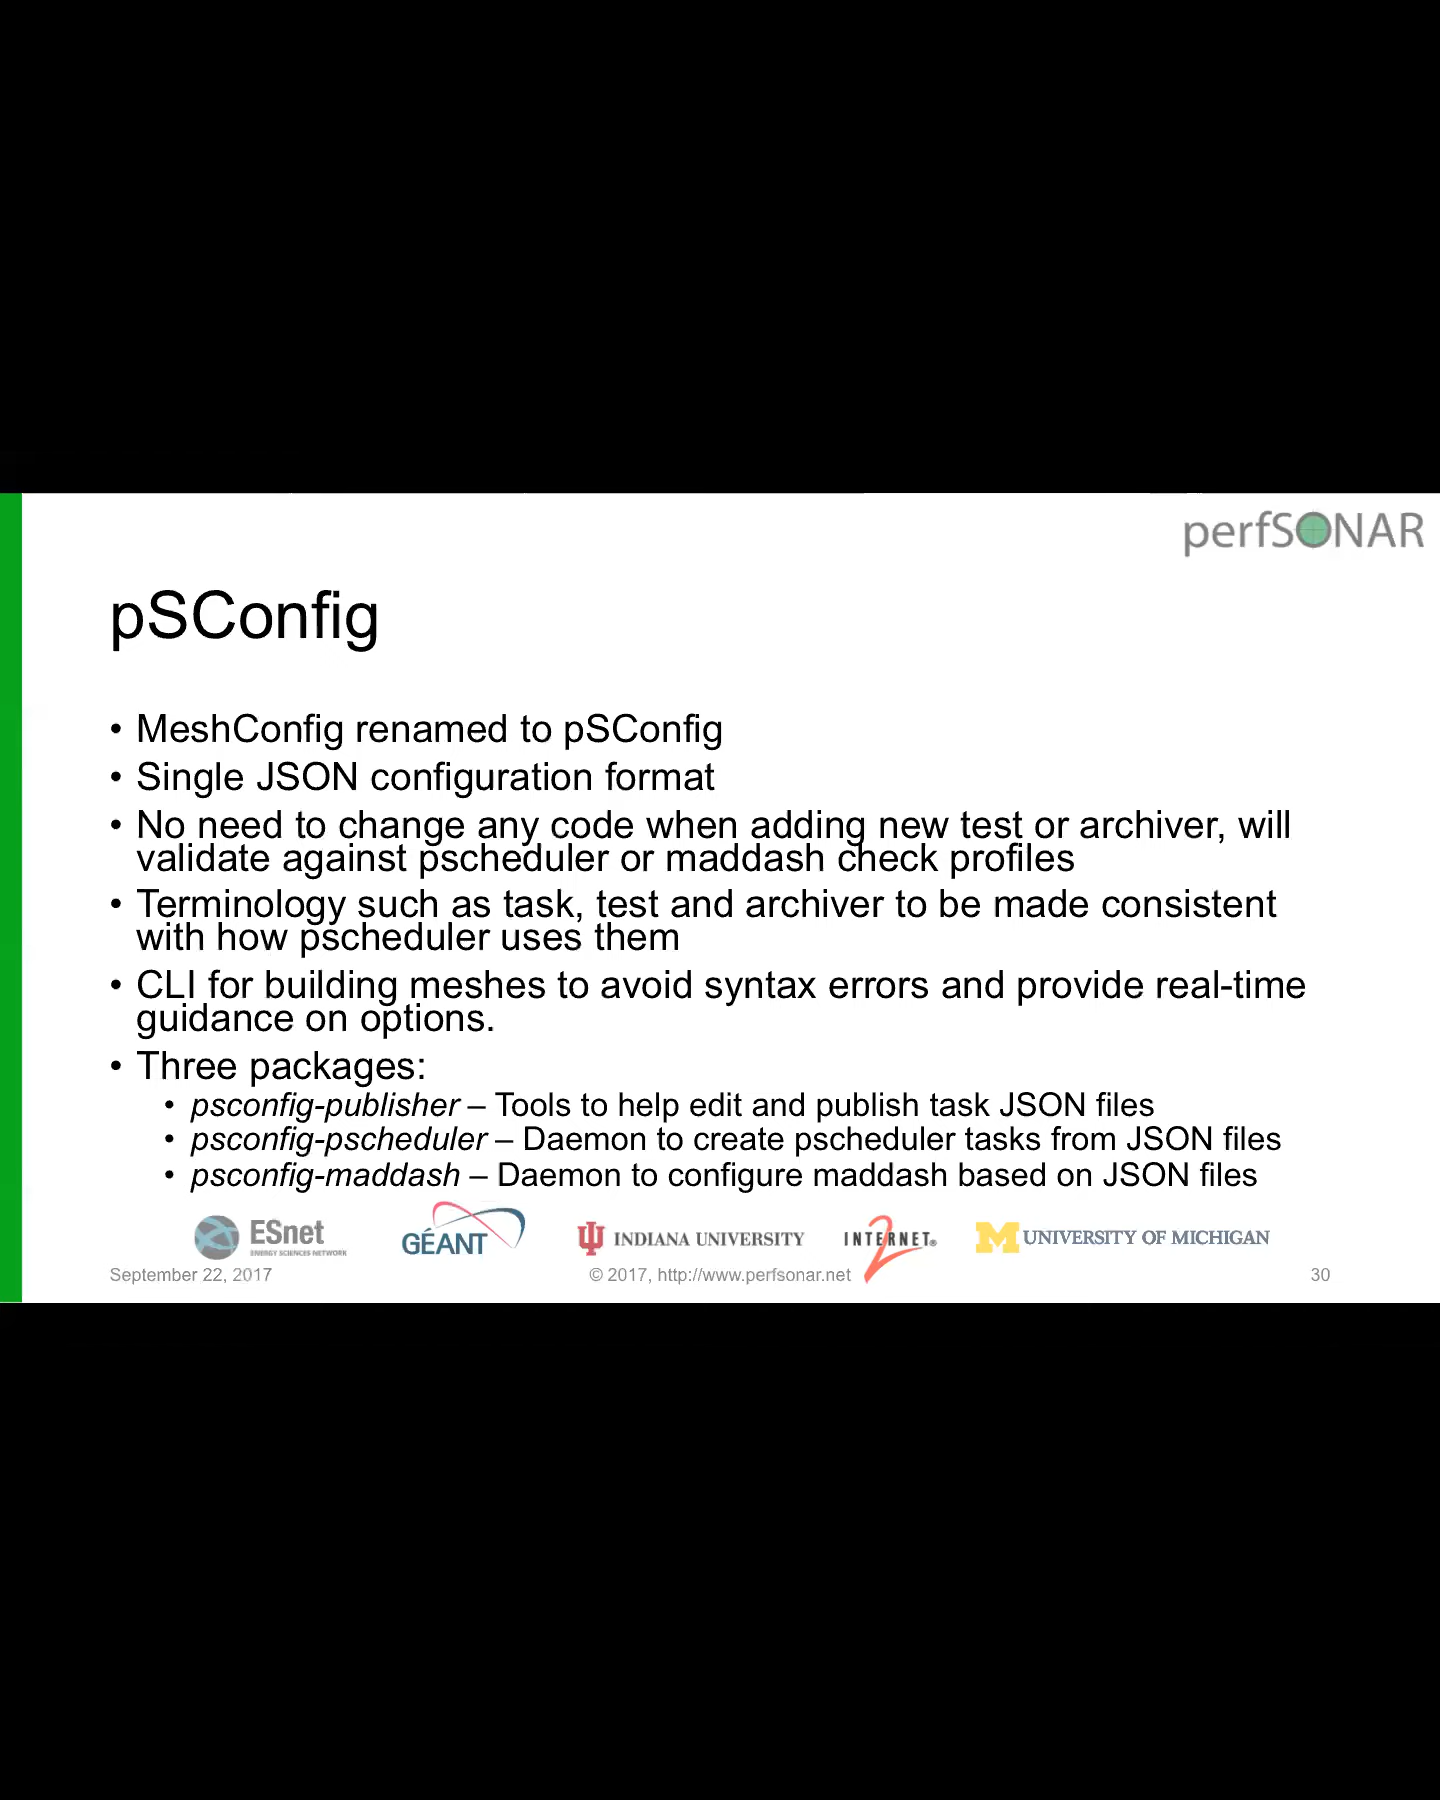 perfSONAR
pSConfig
• MeshConfig renamed to pSConfig
• Single JSON configuration format
• No need to change any code when adding new test or archiver, will
validate against pscheduler or maddash check profiles
• Terminology such as task, test and archiver to be made consistent
with how pscheduler uses them
• CLI for building meshes to avoid syntax errors and provide real-time
guidance on options.
• Three packages:
• psconfig-publisher – Tools to help edit and publish task JSON files
• psconfig-pscheduler – Daemon to create pscheduler tasks from JSON files
• psconfig-maddash – Daemon to configure maddash based on JSON files
ESnet
ENERGY SCIENCES NETWORK
GÉANT
INDIANA UNIVERSITY
INTERNET®
2
M UNIVERSITY OF MICHIGAN
September 22, 2017
© 2017, http://www.perfsonar.net
30